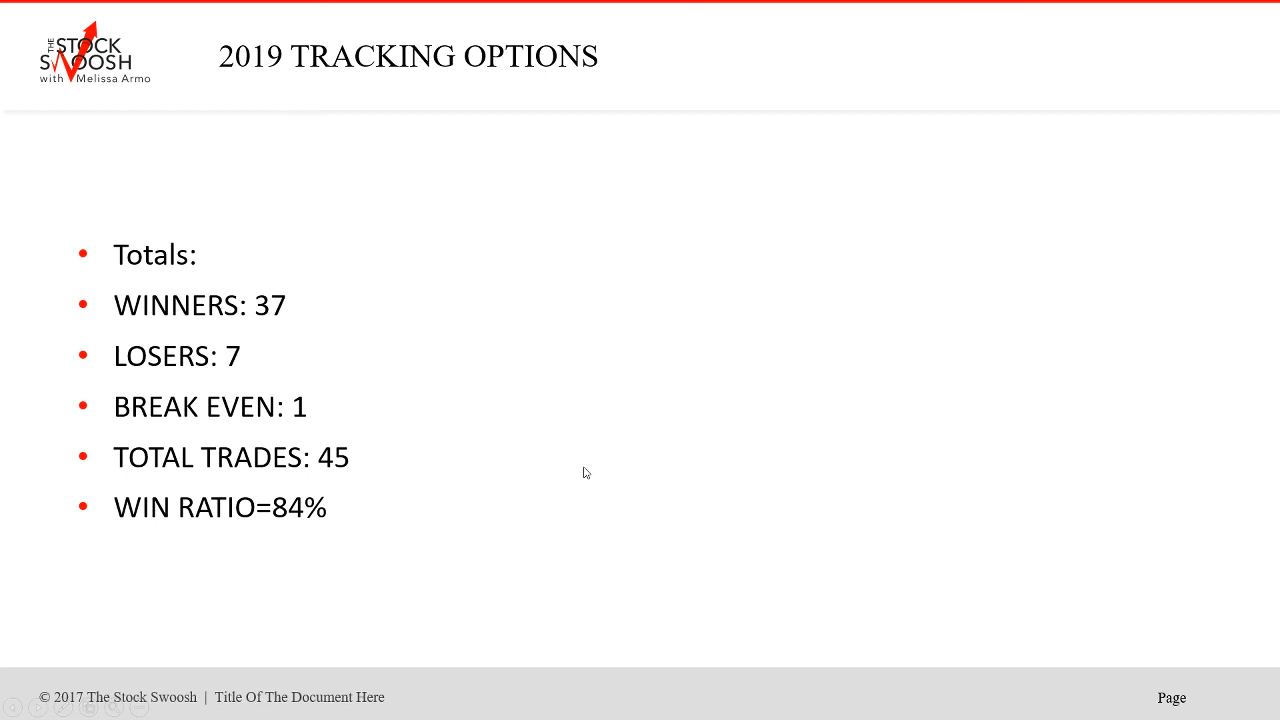 THE STOCK
SWOOSH
with Melissa Armo
2019 TRACKING OPTIONS
• Totals:
• WINNERS: 37
• LOSERS: 7
• BREAK EVEN: 1
• TOTAL TRADES: 45
• WIN RATIO=84%
© 2017 The Stock Swoosh | Title Of The Document Here
Page